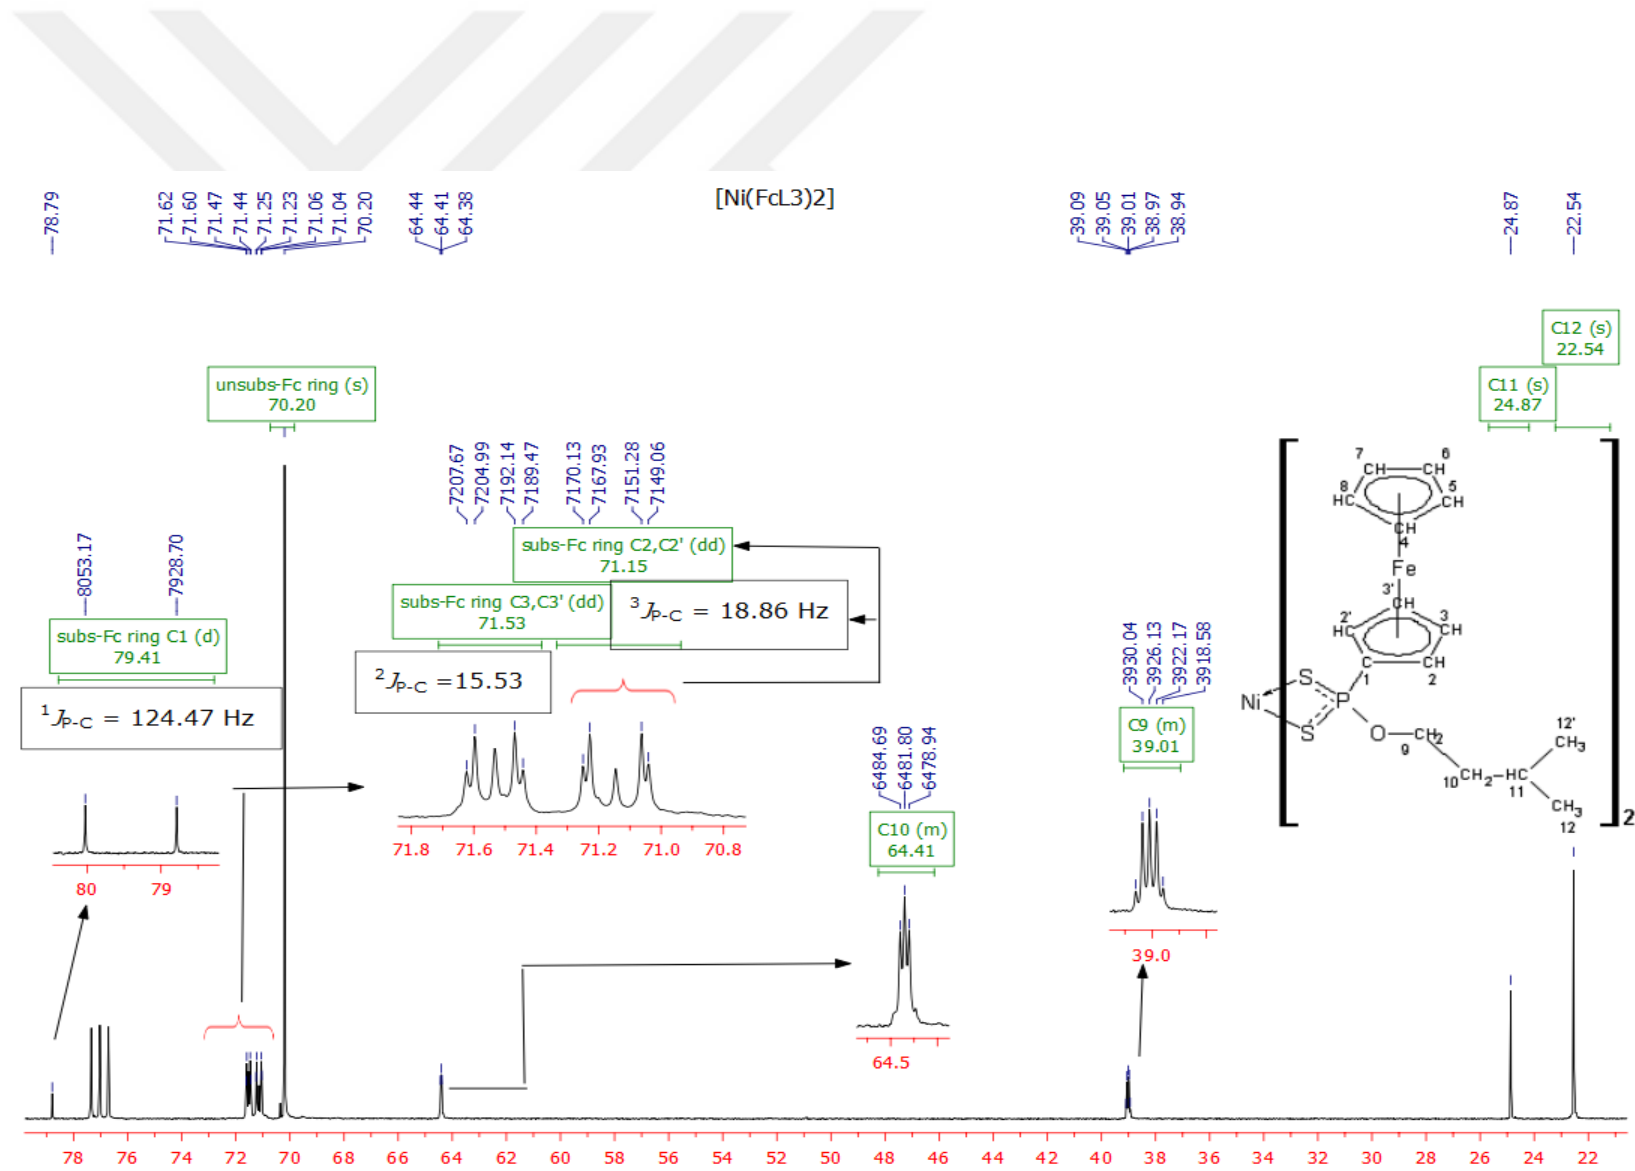 [Ni(FcL3)2]
78.79
71.62
71.60
71.47
71.44
71.25
71.23
71.06
71.04
70.20
64.44
64.41
64.38
39.09
39.05
39.01
38.97
38.94
24.87
22.54
C12 (s)
22.54
C11 (s)
24.87
unsubs-Fc ring (s)
70.20
7207.67
7204.99
7192.14
7189.47
7170.13
7167.93
7151.28
7149.06
8053.17
7928.70
subs-Fc ring C2,C2' (dd)
71.15
subs-Fc ring C3,C3' (dd)
71.53
³JP-C = 18.86 Hz
subs-Fc ring C1 (d)
79.41
²JP-C =15.53
¹JP-C = 124.47 Hz
3930.04
3926.13
3922.17
3918.58
C9 (m)
39.01
6484.69
6481.80
6478.94
C10 (m)
64.41
7
6
CH
CH
8
HC
5
CH
CH
4
Fe
3'
CH
2'
HC
3
CH
CH
1
2
S
Ni
P
S
O
CH2
9
12'
CH3
10
CH2
HC
11
CH3
12
2
71.8 71.6 71.4 71.2 71.0 70.8
80 79
39.0
64.5
78 76 74 72 70 68 66 64 62 60 58 56 54 52 50 48 46 44 42 40 38 36 34 32 30 28 26 24 22